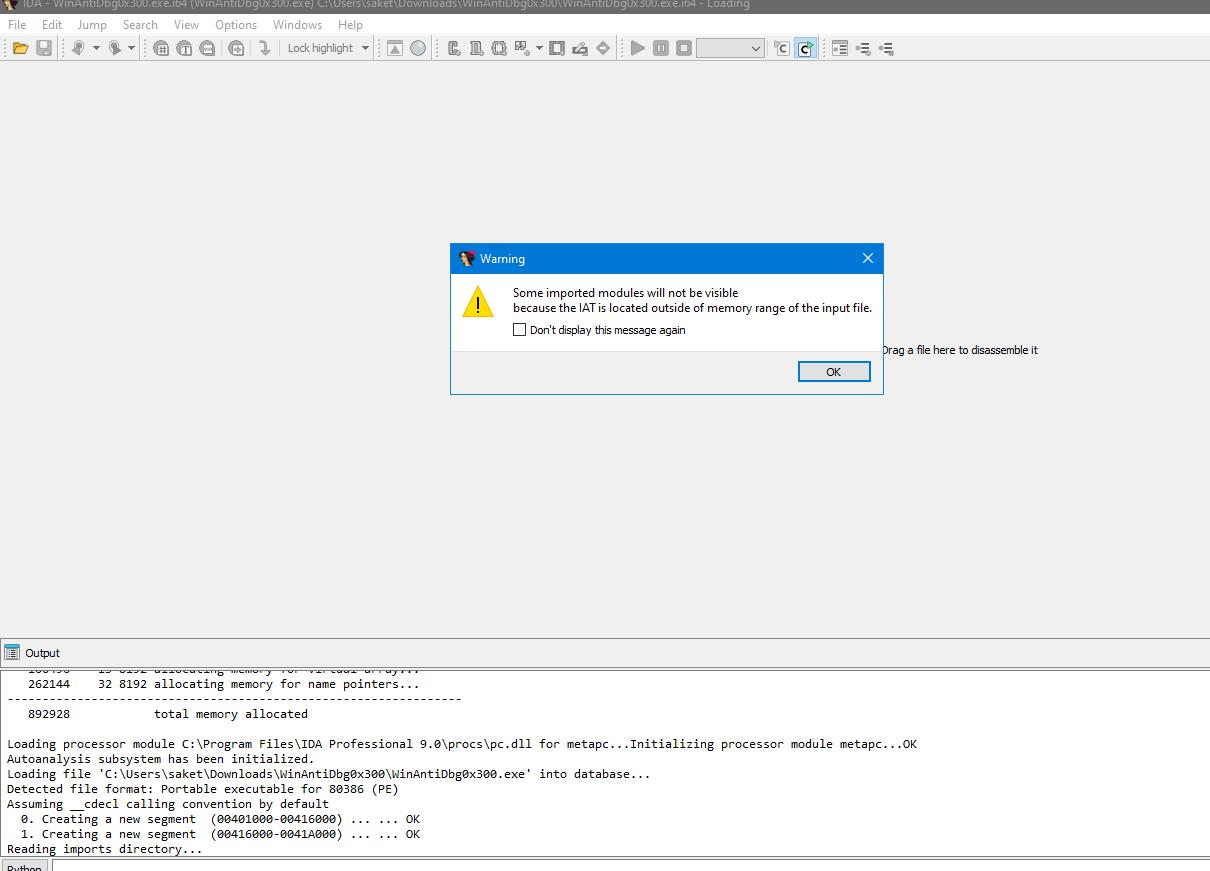 IDA - WinAntiDbg0x300.exe.i64 (WinAntiDbg0x300.exe) C:\Users\saket\Downloads\WinAntiDbg0x300\WinAntiDbg0x300.exe.i64 - Loading
File Edit Jump Search View Options Windows Help
Lock highlight
Warning
Some imported modules will not be visible
because the IAT is located outside of memory range of the input file.
Don't display this message again
OK
Drag a file here to disassemble it
Output
8192 allocating memory for virtual array...
262144 32 8192 allocating memory for name pointers...
-----------------------------------------------------------------
892928 total memory allocated
Loading processor module C:\Program Files\IDA Professional 9.0\procs\pc.dll for metapc...Initializing processor module metapc...OK
Autoanalysis subsystem has been initialized.
Loading file 'C:\Users\saket\Downloads\WinAntiDbg0x300\WinAntiDbg0x300.exe' into database...
Detected file format: Portable executable for 80386 (PE)
Assuming __cdecl calling convention by default
0. Creating a new segment (00401000-00416000) ... ... OK
1. Creating a new segment (00416000-0041A000) ... ... OK
Reading imports directory...
Python